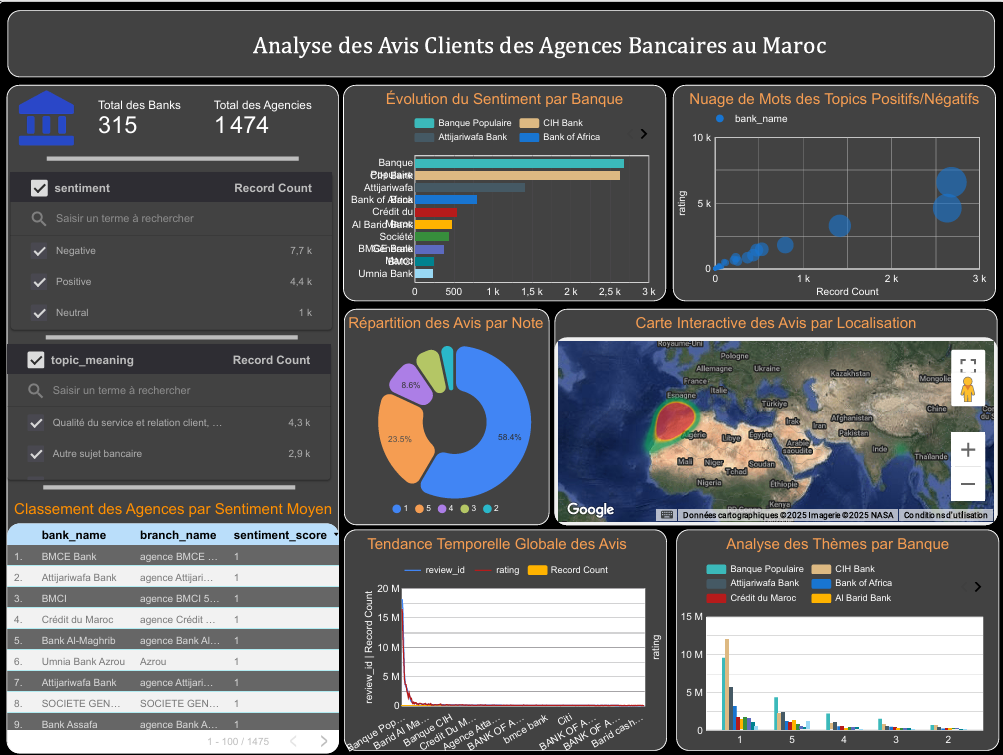 Analyse des Avis Clients des Agences Bancaires au Maroc
Total des Banks
315
Total des Agencies
1 474
sentiment
Record Count
Saisir un terme à rechercher
Negative
7,7 k
Positive
4,4 k
Neutral
1 k
topic_meaning
Record Count
Saisir un terme à rechercher
Qualité du service et relation client, ...
4,3 k
Autre sujet bancaire
2,9 k
Classement des Agences par Sentiment Moyen
bank_name branch_name sentiment_score
1. BMCE Bank agence BMCE ... 1
2. Attijariwafa Bank agence Attijari... 1
3. BMCI agence BMCI 5... 1
4. Crédit du Maroc agence Crédit ... 1
5. Bank Al-Maghrib agence Bank Al... 1
6. Umnia Bank Azrou Azrou 1
7. Attijariwafa Bank agence Attijari... 1
8. SOCIETE GEN... SOCIETE GEN... 1
9. Bank Assafa agence Bank A... 1
1 - 100 / 1475
Évolution du Sentiment par Banque
Banque Populaire CIH Bank
Attijariwafa Bank Bank of Africa
Banque
Populaire
CIH Bank
Attijariwafa
Bank
Bank of Africa
Crédit du
Maroc
Al Barid Bank
Société
Générale
Maroc
BMCE Bank
BMCI
Umnia Bank
0 500 1 k 1,5 k 2 k 2,5 k 3 k
Nuage de Mots des Topics Positifs/Négatifs
bank_name
10 k
5 k
0
rating
0 1 k 2 k 3 k
Record Count
Répartition des Avis par Note
58.4%
23.5%
8.6%
1 5 4 3 2
Carte Interactive des Avis par Localisation
Royaume-Uni
Pologne
Allemagne
Ukraine
France
Kazakhstan
Mongolie
Italie
Espagne
Türkiye
Chine
Afghanistan
Irak
Iran
Pakistan
Algérie
Libye
Égypte
Arabie
saoudite
Inde
Mali
Niger
Tchad
Soudan
Thaïlande
Nigeria
Éthiopie
Kenya
Google
Données cartographiques ©2025 Imagerie ©2025 NASA
Conditions d'utilisation
Tendance Temporelle Globale des Avis
review_id rating Record Count
20 M
15 M
10 M
5 M
0
review_id | Record Count
rating
Banque Pop...
Barid Al Ma...
Banque CIH
Credit Du M...
Agence Atta...
BANK OF A...
bmce bank
Citi
BANK OF A...
BANK OF A...
Barid cash...
Analyse des Thèmes par Banque
Banque Populaire CIH Bank
Attijariwafa Bank Bank of Africa
Crédit du Maroc Al Barid Bank
15 M
10 M
5 M
0
1 5 4 3 2